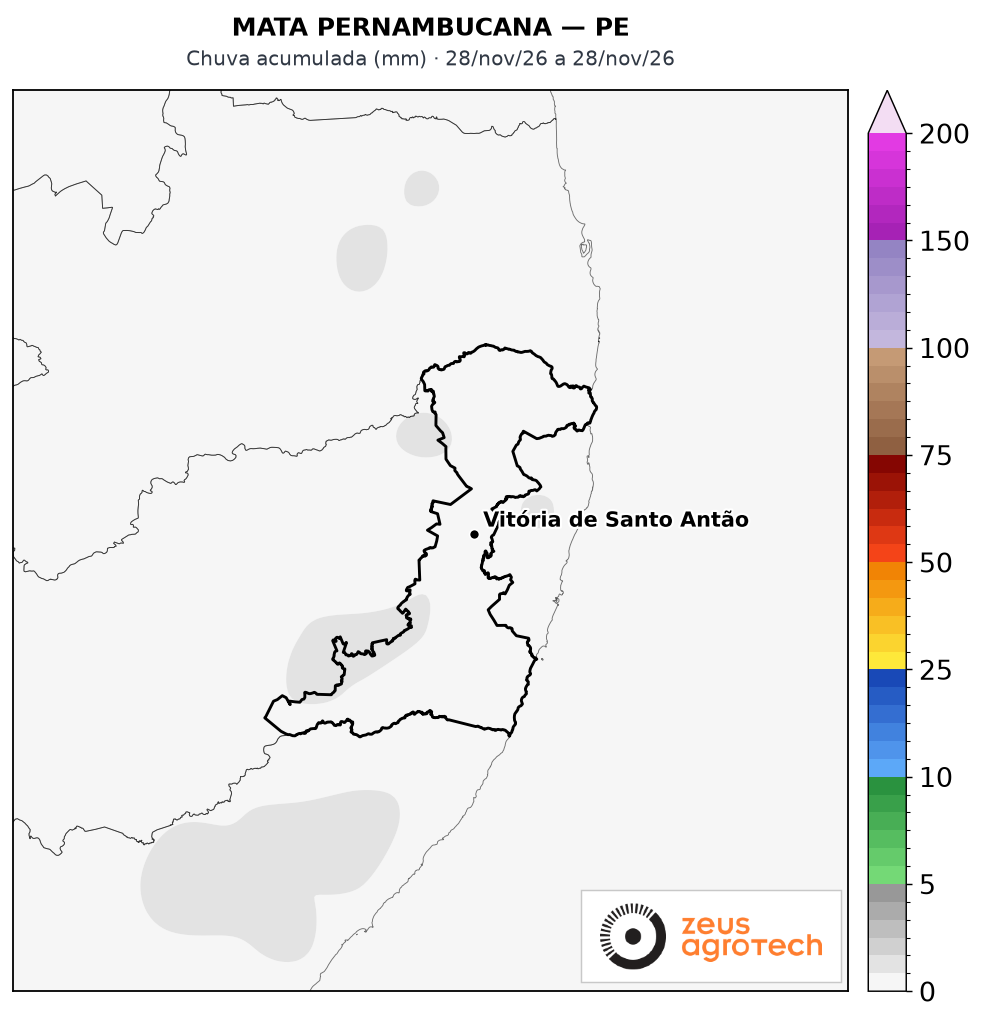 MATA PERNAMBUCANA — PE
Chuva acumulada (mm) · 28/nov/26 a 28/nov/26
200
150
100
75
50
25
10
5
0
Vitória de Santo Antão
zeus
agrotech